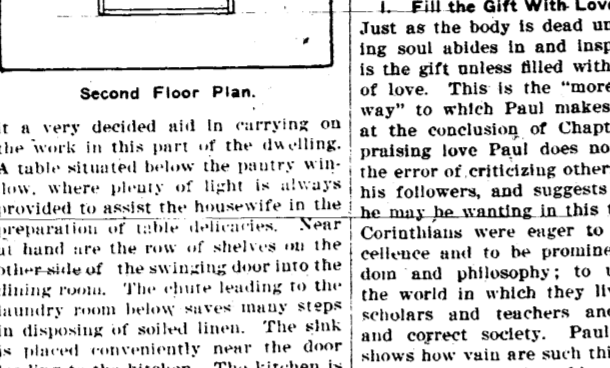 Second Floor Plan.
it a very decided aid in carrying on
the work in this part of the dwelling.
A table situated below the pantry win-
dow, where plenty of light is always
provided to assist the housewife in the
preparation of table delicacies. Near
at hand are the row of shelves on the
other side of the swinging door into the
dining room. The chute leading to the
laundry room below saves many steps
in disposing of soiled linen. The sink
is placed conveniently near the door
to the kitchen. The kitchen is
1. Fill the Gift With Love
Just as the body is dead un
ing soul abides in and insp
is the gift unless filled with
of love. This is the "more
way" to which Paul makes
at the conclusion of Chapt
praising love Paul does no
the error of criticizing other
his followers, and suggests
he may be wanting in this
Corinthians were eager to
cellence and to be promine
dom and philosophy; to
the world in which they li
scholars and teachers an
and correct society. Paul
shows how vain are such thi